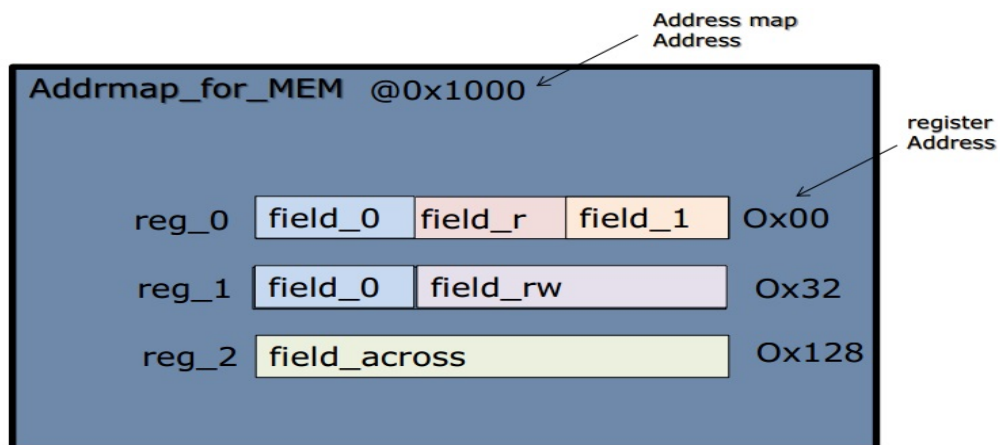 Address map
Address
Addrmap_for_MEM @0x1000
register
Address
reg_0 field_0 field_r field_1 Ox00
reg_1 field_0 field_rw Ox32
reg_2 field_across Ox128